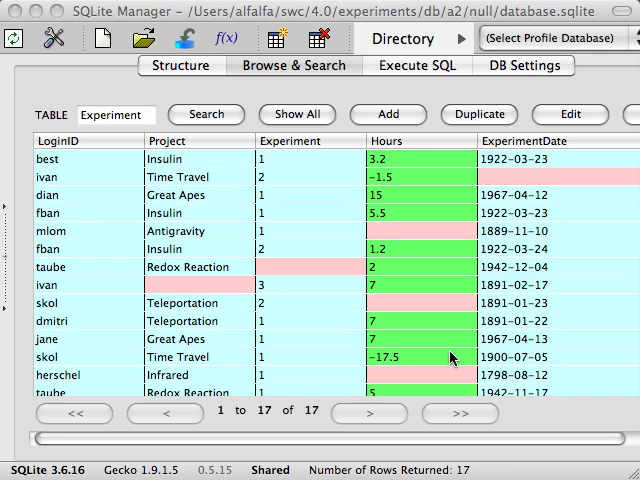 SQLite Manager - /Users/alfalfa/swc/4.0/experiments/db/a2/null/database.sqlite
f(x) Directory (Select Profile Database)
Structure Browse & Search Execute SQL DB Settings
TABLE Experiment Search Show All Add Duplicate Edit
LoginID Project Experiment Hours ExperimentDate
best Insulin 1 3.2 1922-03-23
ivan Time Travel 2 -1.5
dian Great Apes 1 15 1967-04-12
fban Insulin 1 5.5 1922-03-23
mlom Antigravity 1 1889-11-10
fban Insulin 2 1.2 1922-03-24
taube Redox Reaction 2 1942-12-04
ivan 3 7 1891-02-17
skol Teleportation 2 1891-01-23
dmitri Teleportation 1 7 1891-01-22
jane Great Apes 1 7 1967-04-13
skol Time Travel 1 -17.5 1900-07-05
herschel Infrared 1 1798-08-12
taube Redox Reaction 1 5 1942-11-17
<< < 1 to 17 of 17 > >>
SQLite 3.6.16 Gecko 1.9.1.5 0.5.15 Shared Number of Rows Returned: 17